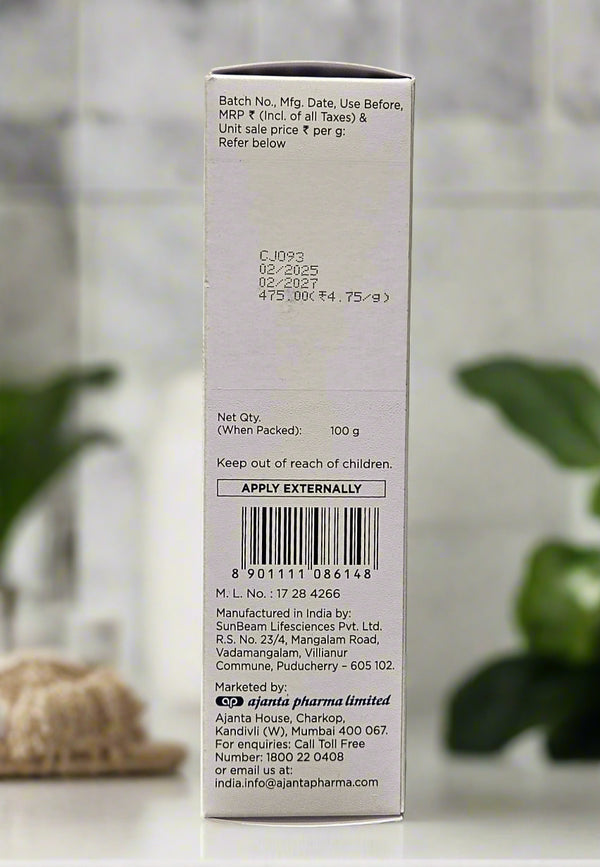 Batch No., Mfg. Date, Use Before,
MRP ₹ (Incl. of all Taxes) &
Unit sale price ₹ per g:
Refer below
CJ093
02/2025
02/2027
475.00(₹4.75/g)
Net Qty.
(When Packed): 100 g
Keep out of reach of children.
APPLY EXTERNALLY
8 901111 086148
M. L. No. : 17 28 4266
Manufactured in India by:
SunBeam Lifesciences Pvt. Ltd.
R.S. No. 23/4, Mangalam Road,
Vadamangalam, Villianur
Commune, Puducherry – 605 102.
Marketed by:
ap ajanta pharma limited
Ajanta House, Charkop,
Kandivli (W), Mumbai 400 067.
For enquiries: Call Toll Free
Number: 1800 22 0408
or email us at:
india.info@ajantapharma.com